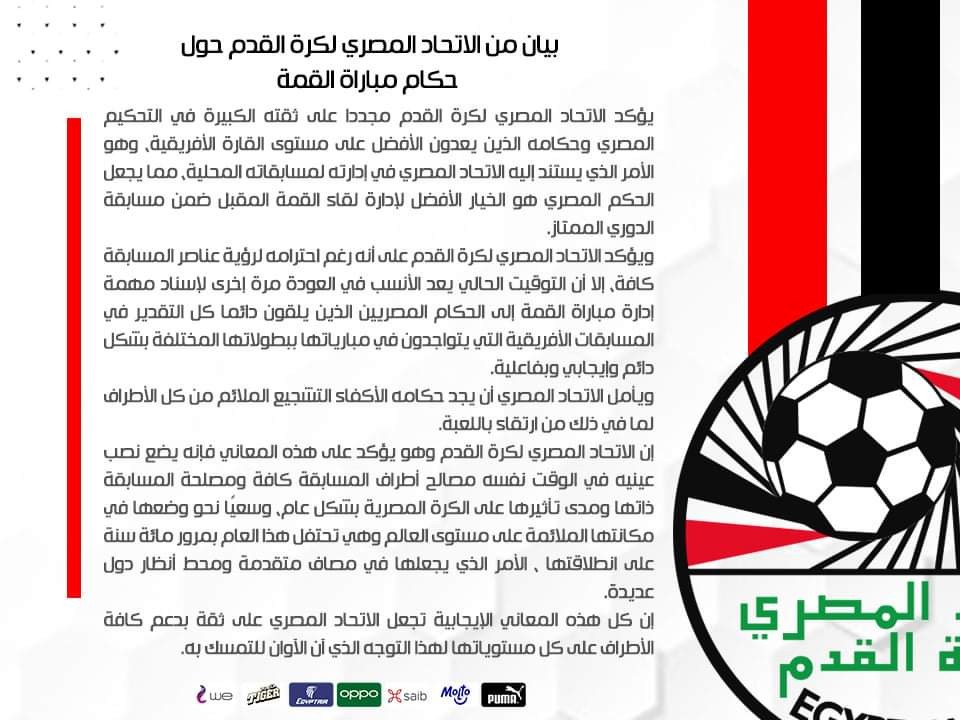 بيان من الاتحاد المصري لكرة القدم حول
حكام مباراة القمة
يؤكد الاتحاد المصري لكرة القدم مجددا على ثقته الكبيرة في التحكيم
المصري وحكامه الذين يعدون الأفضل على مستوى القارة الأفريقية، وهو
الأمر الذي يستند إليه الاتحاد المصري في إدارته لمسابقاته المحلية، مما يجعل
الحكم المصري هو الخيار الأفضل لإدارة لقاء القمة المقبل ضمن مسابقة
الدوري الممتاز.
ويؤكد الاتحاد المصري لكرة القدم على أنه رغم احترامه لرؤية عناصر المسابقة
كافة، إلا أن التوقيت الحالي يعد الأنسب في العودة مرة إخرى لإسناد مهمة
إدارة مباراة القمة إلى الحكام المصريين الذين يلقون دائما كل التقدير في
المسابقات الأفريقية التي يتواجدون في مبارياتها ببطولاتها المختلفة بشكل
دائم وإيجابي وبفاعلية.
ويأمل الاتحاد المصري أن يجد حكامه الأكفاء التشجيع الملائم من كل الأطراف
لما في ذلك من ارتقاء باللعبة.
إن الاتحاد المصري لكرة القدم وهو يؤكد على هذه المعاني فإنه يضع نصب
عينيه في الوقت نفسه مصالح أطراف المسابقة كافة ومصلحة المسابقة
ذاتها ومدى تأثيرها على الكرة المصرية بشكل عام، وسعيًا نحو وضعها في
مكانتها الملائمة على مستوى العالم وهي تحتفل هذا العام بمرور مائة سنة
على انطلاقتها ، الأمر الذي يجعلها في مصاف متقدمة ومحط أنظار دول
عديدة.
إن كل هذه المعاني الإيجابية تجعل الاتحاد المصري على ثقة بدعم كافة
الأطراف على كل مستوياتها لهذا التوجه الذي آن الأوان للتمسك به.
د المصري
ة القدم
EGYPT
we TIGER EGYPTAIR oppo saib Molto PUMA